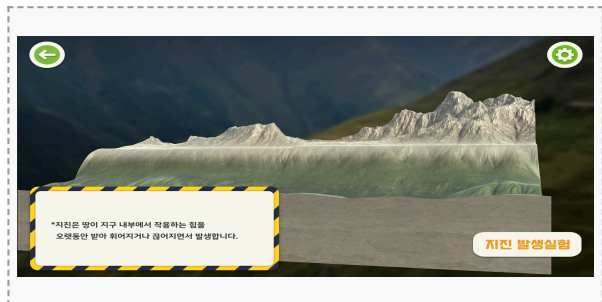 *지진은 땅이 지구 내부에서 작용하는 힘을
오랫동안 받아 휘어지거나 끊어지면서 발생합니다.
지진 발생실험